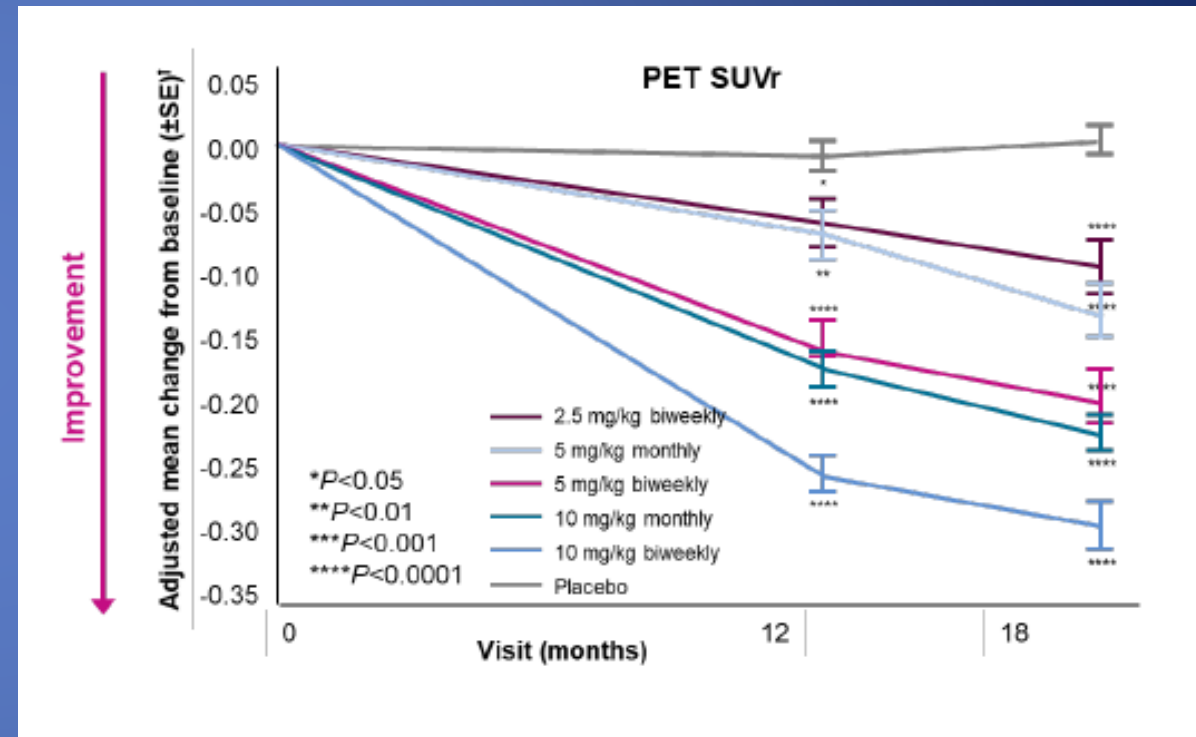 PET SUVr
Improvement
Adjusted mean change from baseline (±SE)†
0.05
0.00
-0.05
-0.10
-0.15
-0.20
-0.25
-0.30
-0.35
*
**
****
****
****
****
****
****
****
****
*P<0.05
**P<0.01
***P<0.001
****P<0.0001
2.5 mg/kg biweekly
5 mg/kg monthly
5 mg/kg biweekly
10 mg/kg monthly
10 mg/kg biweekly
Placebo
0
12
18
Visit (months)